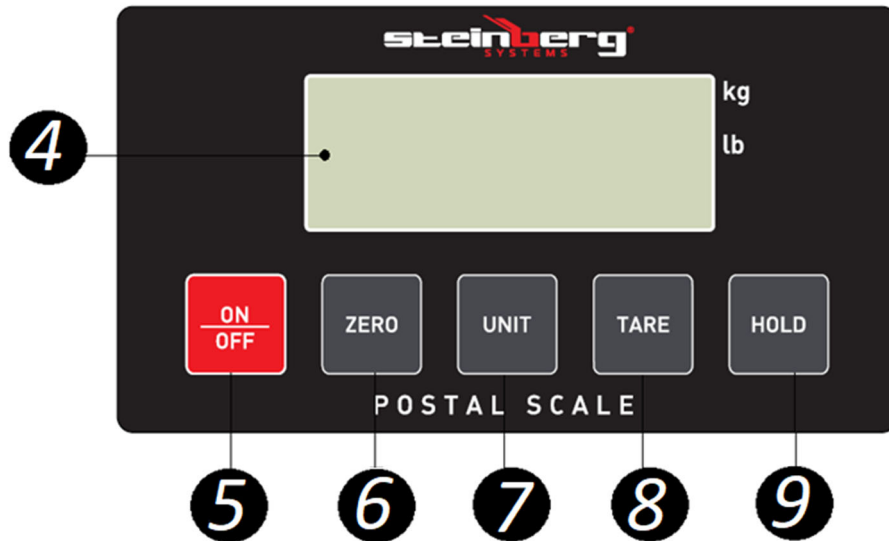 steinberg
SYSTEMS
kg
4
lb
ON
OFF
ZERO
UNIT
TARE
HOLD
POSTAL SCALE
5
6
7
8
9